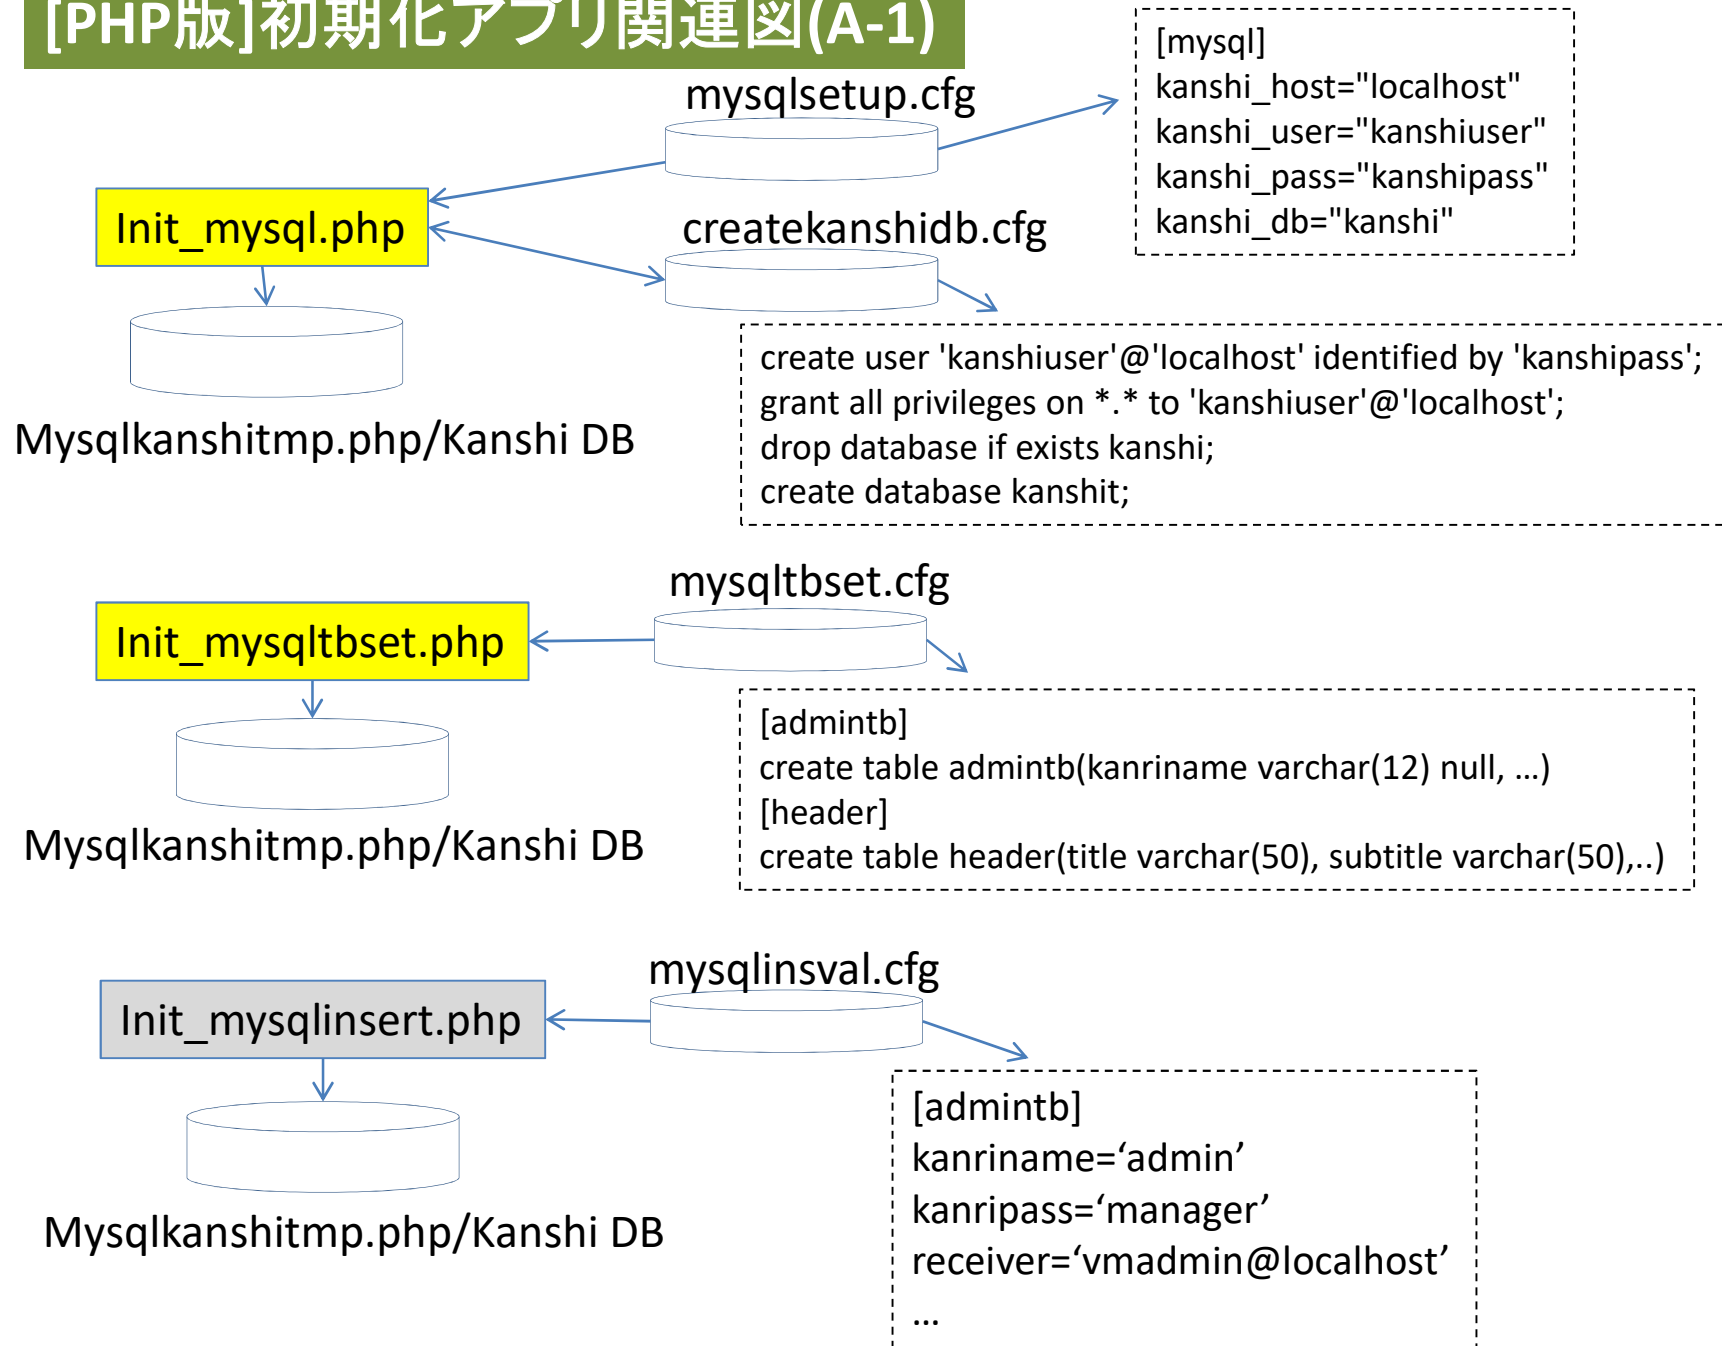 [PHP版]初期化アプリ関連図(A-1)
mysqlsetup.cfg
[mysql]
kanshi_host="localhost"
kanshi_user="kanshiuser"
kanshi_pass="kanshipass"
kanshi_db="kanshi"
Init_mysql.php
createkanshidb.cfg
create user 'kanshiuser'@'localhost' identified by 'kanshipass';
grant all privileges on *.* to 'kanshiuser'@'localhost';
drop database if exists kanshi;
create database kanshit;
Mysqlkanshitmp.php/Kanshi DB
mysqltbset.cfg
Init_mysqltbset.php
[admintb]
create table admintb(kanriname varchar(12) null, …)
[header]
create table header(title varchar(50), subtitle varchar(50),..)
Mysqlkanshitmp.php/Kanshi DB
mysqlinsval.cfg
Init_mysqlinsert.php
[admintb]
kanriname=‘admin’
kanripass=‘manager’
receiver=‘vmadmin@localhost’
…
Mysqlkanshitmp.php/Kanshi DB